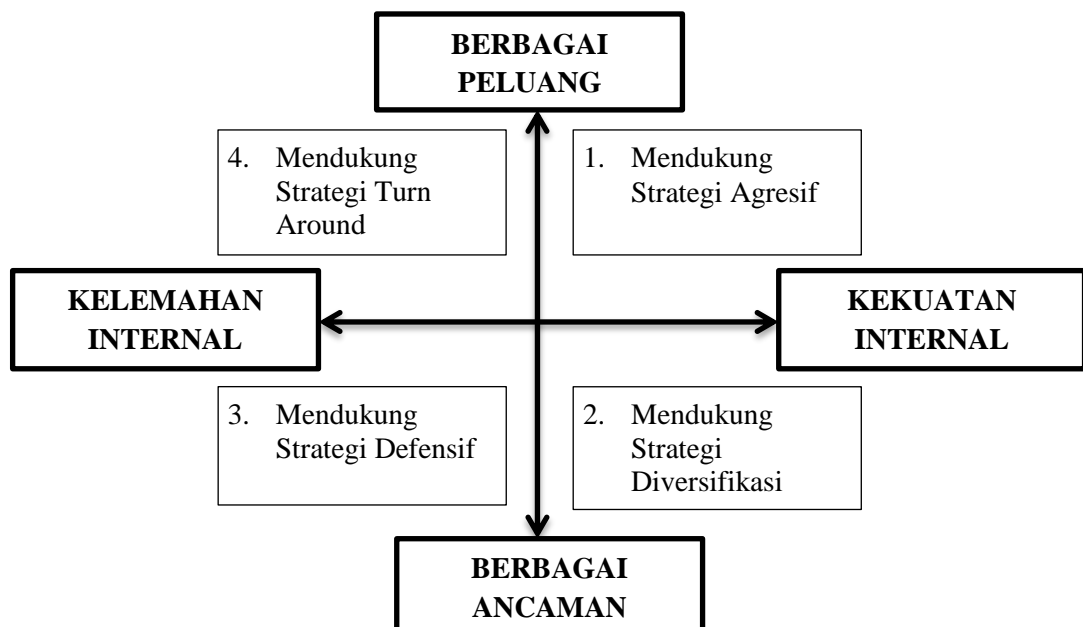 BERBAGAI
PELUANG
4. Mendukung
Strategi Turn
Around
1. Mendukung
Strategi Agresif
KELEMAHAN
INTERNAL
KEKUATAN
INTERNAL
3. Mendukung
Strategi Defensif
2. Mendukung
Strategi
Diversifikasi
BERBAGAI
ANCAMAN